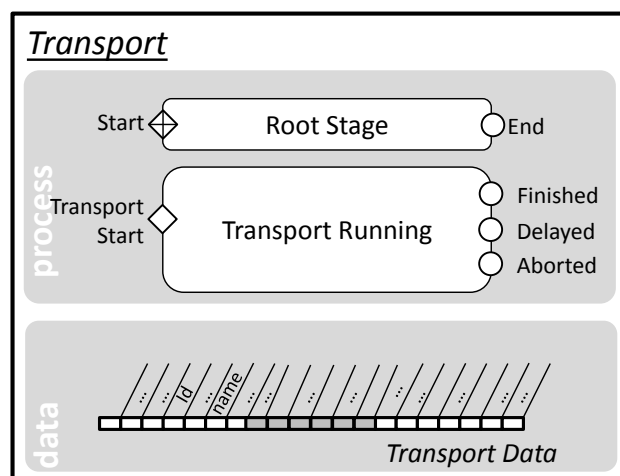 Transport
process
Start
Root Stage
End
Transport
Start
Transport Running
Finished
Delayed
Aborted
data
...
...
Id
...
name
...
...
...
...
...
...
...
...
...
...
Transport Data